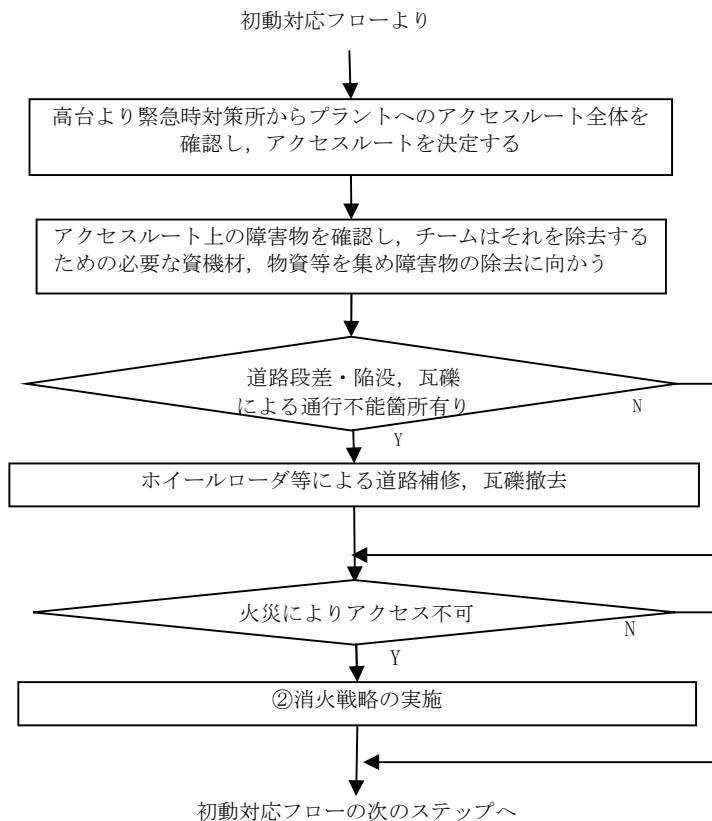 初動対応フローより
高台より緊急時対策所からプラントへのアクセスルート全体を
確認し，アクセスルートを決定する
アクセスルート上の障害物を確認し，チームはそれを除去する
ための必要な資機材，物資等を集め障害物の除去に向かう
道路段差・陥没，瓦礫
による通行不能箇所有り
N
Y
ホイールローダ等による道路補修，瓦礫撤去
火災によりアクセス不可
N
Y
②消火戦略の実施
初動対応フローの次のステップへ